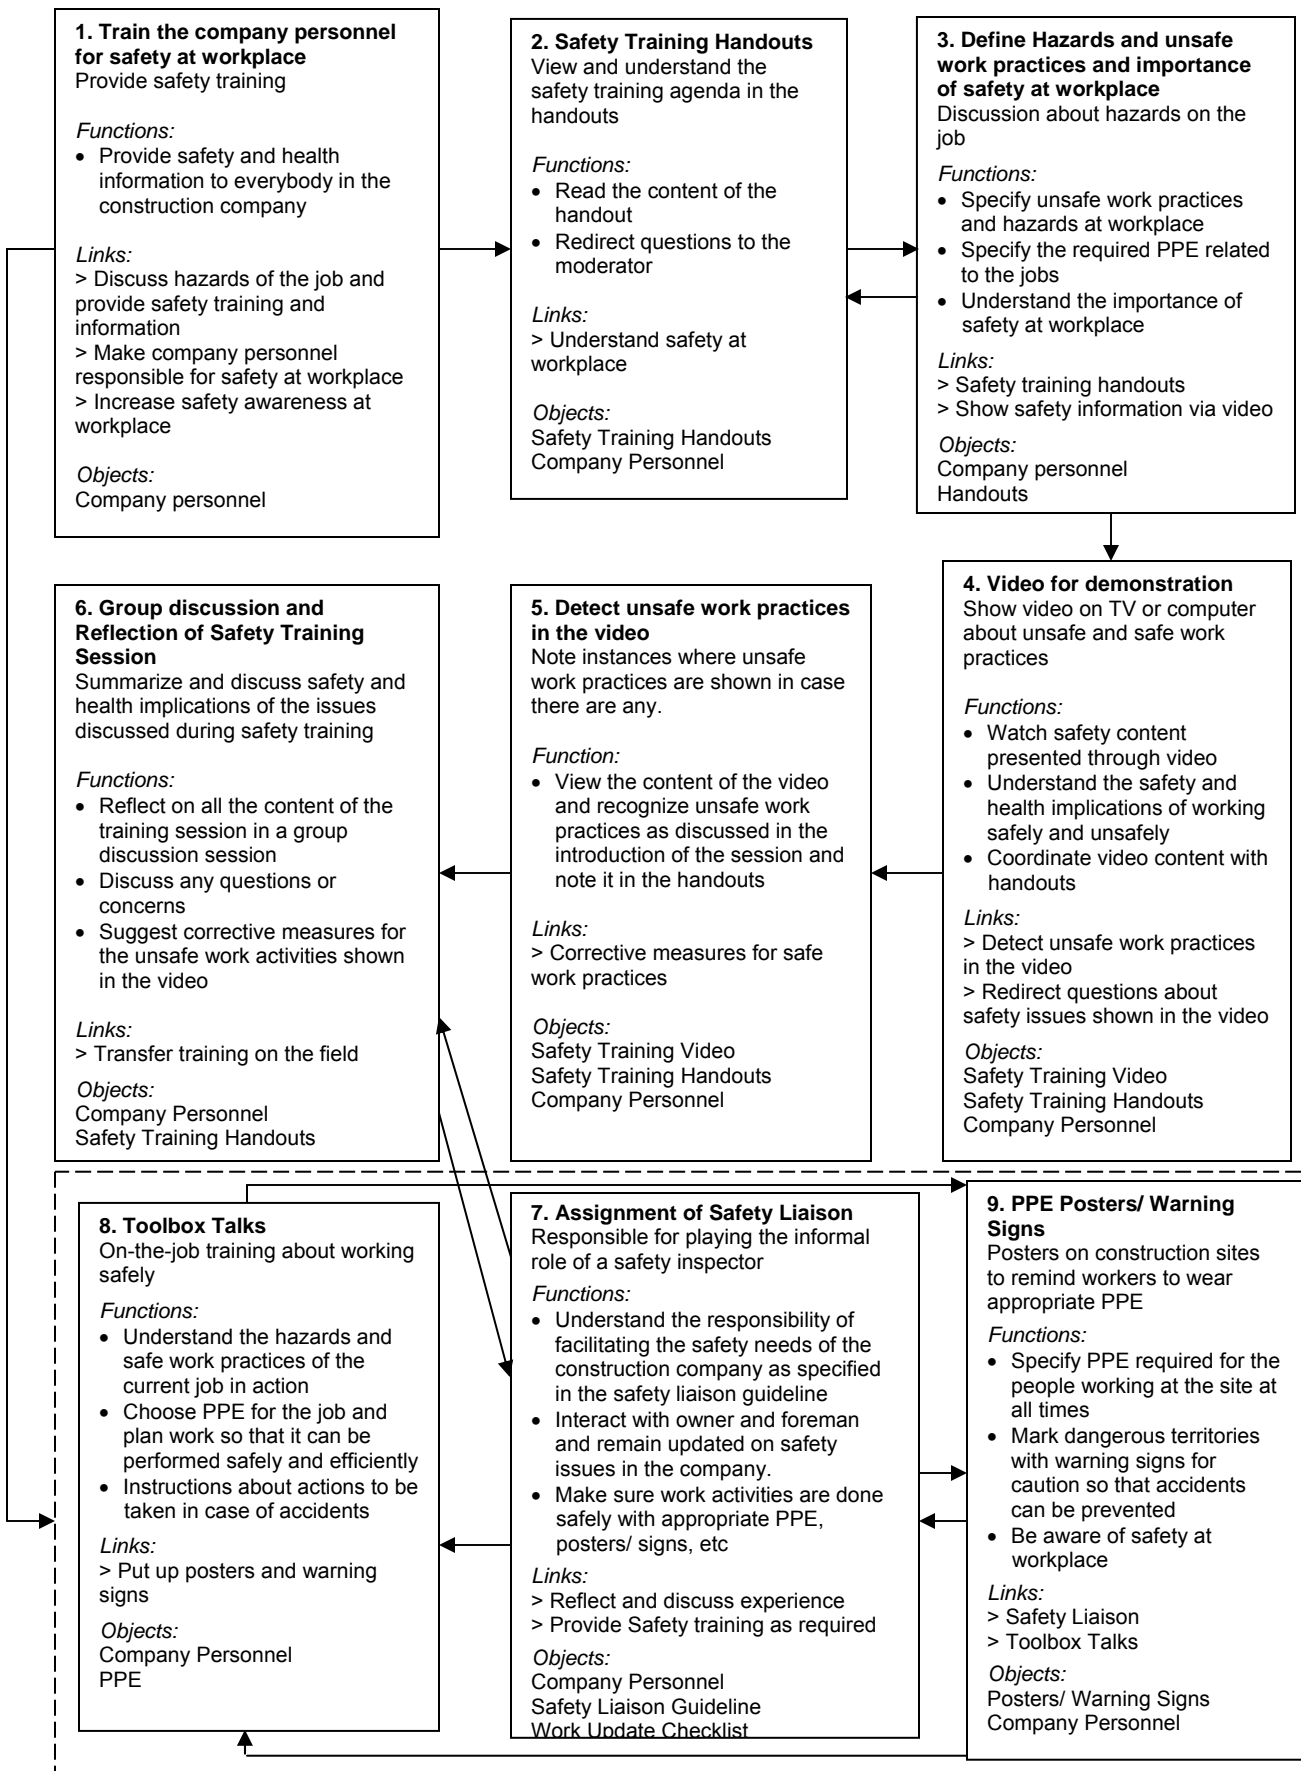 1. Train the company personnel
for safety at workplace
Provide safety training
Functions:
• Provide safety and health
information to everybody in the
construction company
Links:
> Discuss hazards of the job and
provide safety training and
information
> Make company personnel
responsible for safety at workplace
> Increase safety awareness at
workplace
Objects:
Company personnel
2. Safety Training Handouts
View and understand the
safety training agenda in the
handouts
Functions:
• Read the content of the
handout
• Redirect questions to the
moderator
Links:
> Understand safety at
workplace
Objects:
Safety Training Handouts
Company Personnel
3. Define Hazards and unsafe
work practices and importance
of safety at workplace
Discussion about hazards on the
job
Functions:
• Specify unsafe work practices
and hazards at workplace
• Specify the required PPE related
to the jobs
• Understand the importance of
safety at workplace
Links:
> Safety training handouts
> Show safety information via video
Objects:
Company personnel
Handouts
4. Video for demonstration
Show video on TV or computer
about unsafe and safe work
practices
Functions:
• Watch safety content
presented through video
• Understand the safety and
health implications of working
safely and unsafely
• Coordinate video content with
handouts
Links:
> Detect unsafe work practices
in the video
> Redirect questions about
safety issues shown in the video
Objects:
Safety Training Video
Safety Training Handouts
Company Personnel
5. Detect unsafe work practices
in the video
Note instances where unsafe
work practices are shown in case
there are any.
Function:
• View the content of the video
and recognize unsafe work
practices as discussed in the
introduction of the session and
note it in the handouts
Links:
> Corrective measures for safe
work practices
Objects:
Safety Training Video
Safety Training Handouts
Company Personnel
6. Group discussion and
Reflection of Safety Training
Session
Summarize and discuss safety and
health implications of the issues
discussed during safety training
Functions:
• Reflect on all the content of the
training session in a group
discussion session
• Discuss any questions or
concerns
• Suggest corrective measures for
the unsafe work activities shown
in the video
Links:
> Transfer training on the field
Objects:
Company Personnel
Safety Training Handouts
7. Assignment of Safety Liaison
Responsible for playing the informal
role of a safety inspector
Functions:
• Understand the responsibility of
facilitating the safety needs of the
construction company as specified
in the safety liaison guideline
• Interact with owner and foreman
and remain updated on safety
issues in the company.
• Make sure work activities are done
safely with appropriate PPE,
posters/ signs, etc
Links:
> Reflect and discuss experience
> Provide Safety training as required
Objects:
Company Personnel
Safety Liaison Guideline
Work Update Checklist
8. Toolbox Talks
On-the-job training about working
safely
Functions:
• Understand the hazards and
safe work practices of the
current job in action
• Choose PPE for the job and
plan work so that it can be
performed safely and efficiently
• Instructions about actions to be
taken in case of accidents
Links:
> Put up posters and warning
signs
Objects:
Company Personnel
PPE
9. PPE Posters/ Warning
Signs
Posters on construction sites
to remind workers to wear
appropriate PPE
Functions:
• Specify PPE required for the
people working at the site at
all times
• Mark dangerous territories
with warning signs for
caution so that accidents
can be prevented
• Be aware of safety at
workplace
Links:
> Safety Liaison
> Toolbox Talks
Objects:
Posters/ Warning Signs
Company Personnel